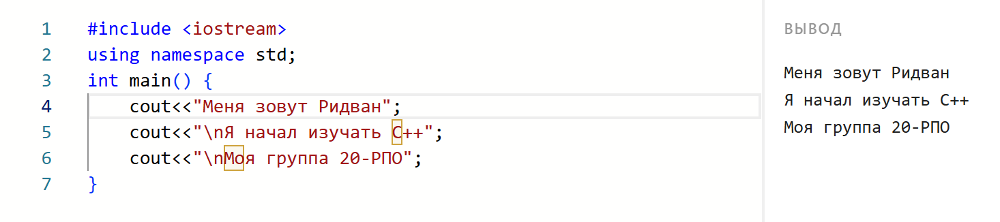 1 #include <iostream>
2 using namespace std;
3 int main() {
4 cout<<"Меня зовут Ридван";
5 cout<<"\nЯ начал изучать С++";
6 cout<<"\nМоя группа 20-РПО";
7 }
ВЫВОД
Меня зовут Ридван
Я начал изучать С++
Моя группа 20-РПО